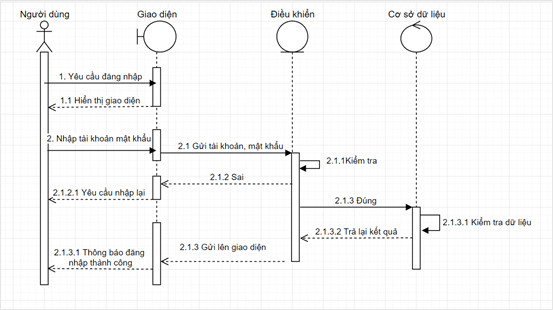 Người dùng
Giao diện
Điều khiển
Cơ sở dữ liệu
1. Yêu cầu đăng nhập
1.1 Hiển thị giao diện
2. Nhập tài khoản mật khẩu
2.1 Gửi tài khoản, mật khẩu
2.1.1Kiểm tra
2.1.2 Sai
2.1.2.1 Yêu cầu nhập lại
2.1.3 Đúng
2.1.3.1 Kiểm tra dữ liệu
2.1.3.2 Trả lại kết quả
2.1.3 Gửi lên giao diện
2.1.3.1 Thông báo đăng
nhập thành công